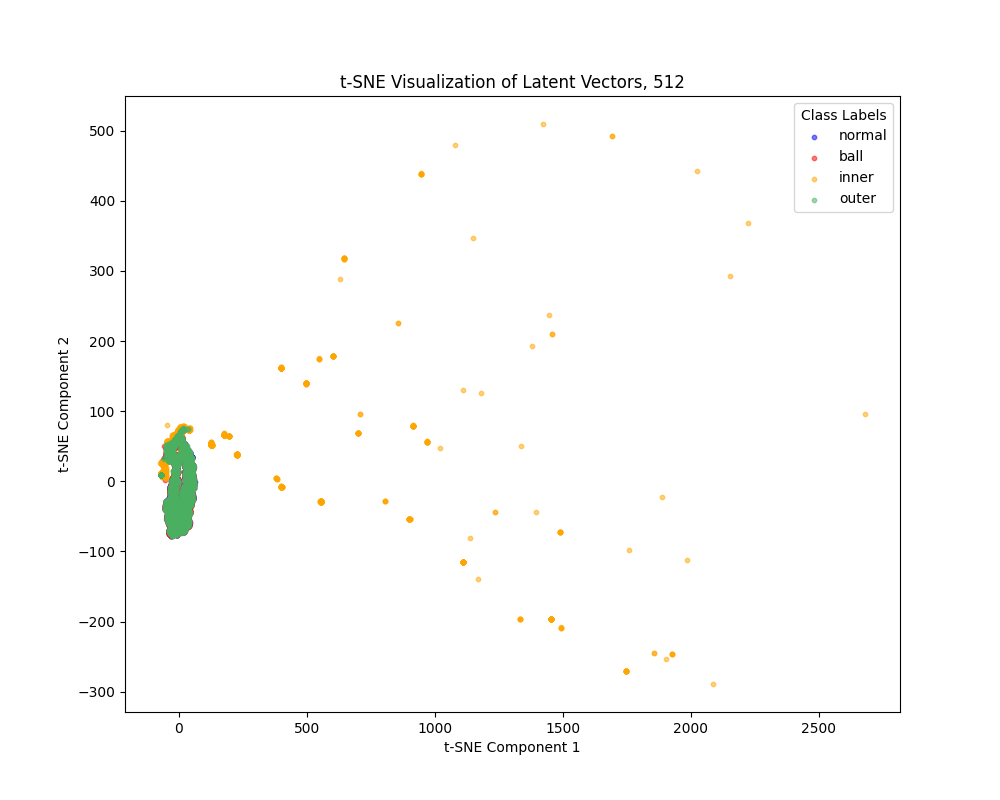 t-SNE Visualization of Latent Vectors, 512
Class Labels
normal
ball
inner
outer
500
400
300
200
100
0
−100
−200
−300
t-SNE Component 2
0
500
1000
1500
2000
2500
t-SNE Component 1